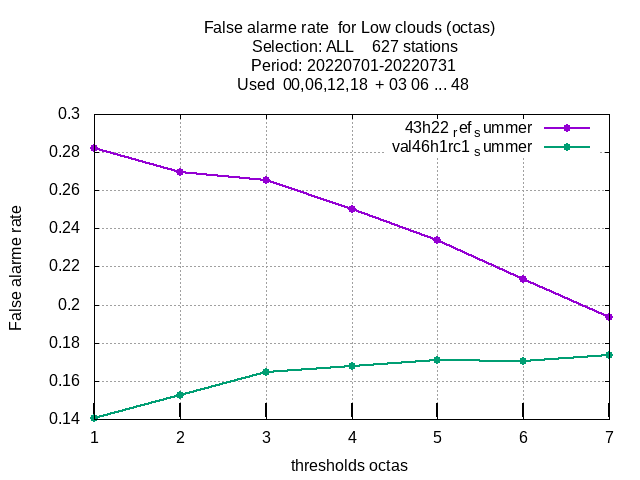 False alarme rate  for Low clouds (octas)
Selection: ALL    627 stations
Period: 20220701-20220731
Used  00,06,12,18  + 03 06 ... 48
0.3
0.28
0.26
0.24
0.22
0.2
0.18
0.16
0.14
False alarme rate
43h22_ref_summer
val46h1rc1_summer
1 2 3 4 5 6 7
thresholds octas